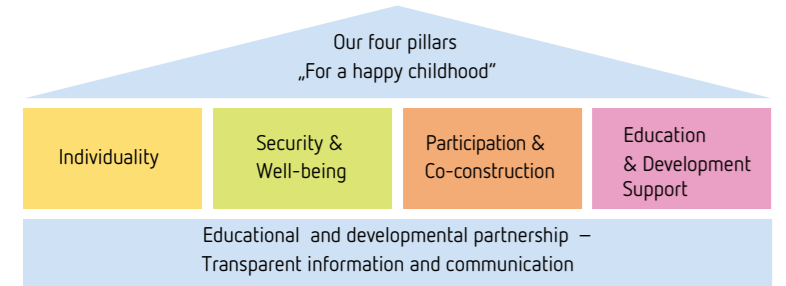 Our four pillars
„For a happy childhood“
Individuality
Security &
Well-being
Participation &
Co-construction
Education
& Development
Support
Educational and developmental partnership –
Transparent information and communication